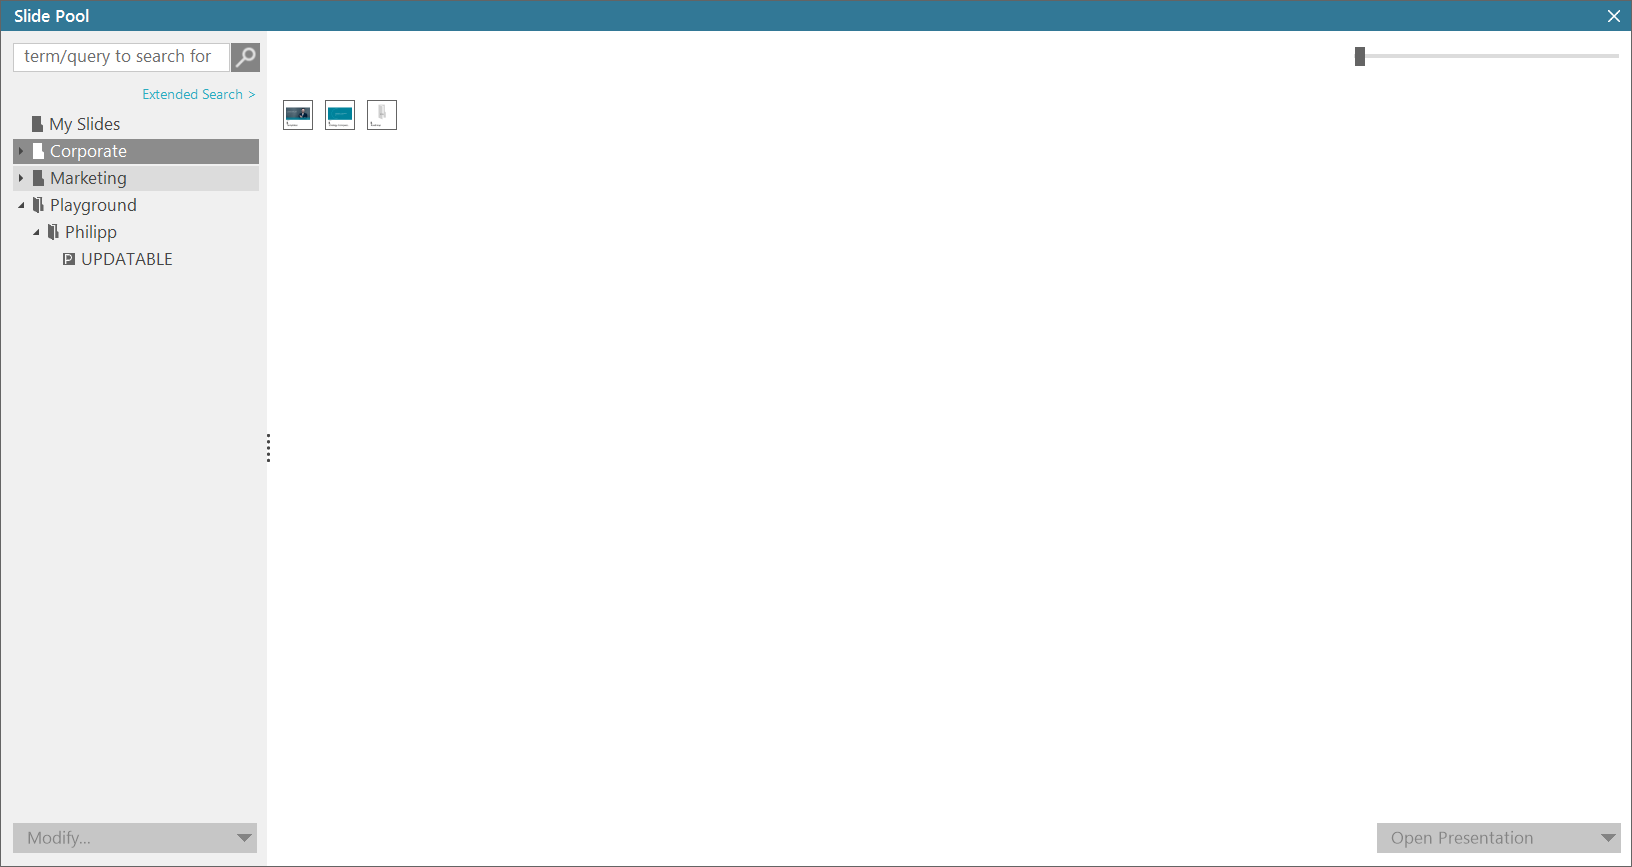 Slide Pool
term/query to search for
Extended Search >
My Slides
Corporate
Marketing
Playground
Philipp
UPDATABLE
Modify...
Open Presentation